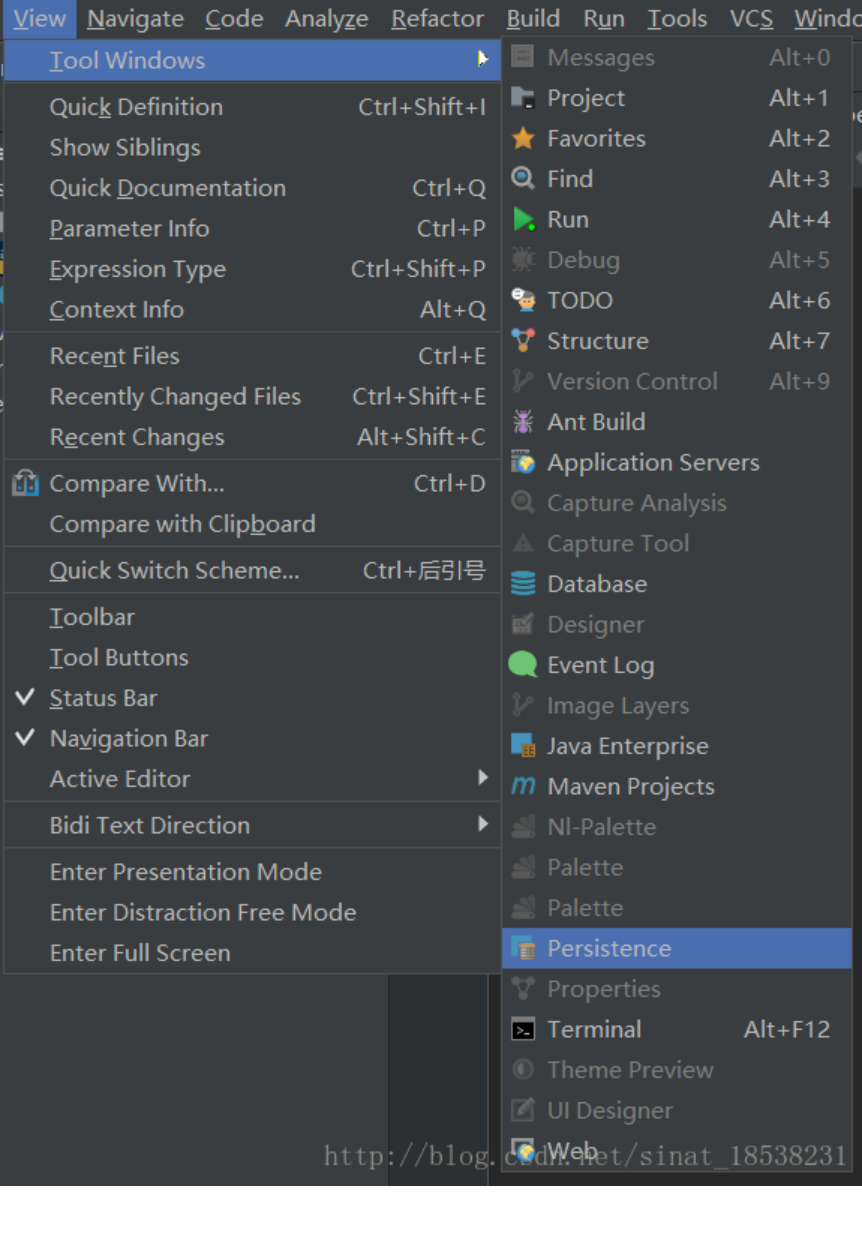 View Navigate Code Analyze Refactor Build Run Tools VCS Windo
Tool Windows
Quick Definition Ctrl+Shift+I
Show Siblings
Quick Documentation Ctrl+Q
Parameter Info Ctrl+P
Expression Type Ctrl+Shift+P
Context Info Alt+Q
Recent Files Ctrl+E
Recently Changed Files Ctrl+Shift+E
Recent Changes Alt+Shift+C
Compare With... Ctrl+D
Compare with Clipboard
Quick Switch Scheme... Ctrl+后引号
Toolbar
Tool Buttons
Status Bar
Navigation Bar
Active Editor
Bidi Text Direction
Enter Presentation Mode
Enter Distraction Free Mode
Enter Full Screen
Messages Alt+0
Project Alt+1
Favorites Alt+2
Find Alt+3
Run Alt+4
Debug Alt+5
TODO Alt+6
Structure Alt+7
Version Control Alt+9
Ant Build
Application Servers
Capture Analysis
Capture Tool
Database
Designer
Event Log
Image Layers
Java Enterprise
Maven Projects
Nl-Palette
Palette
Palette
Persistence
Properties
Terminal Alt+F12
Theme Preview
UI Designer
Web
http://blog.csdn.net/sinat_18538231